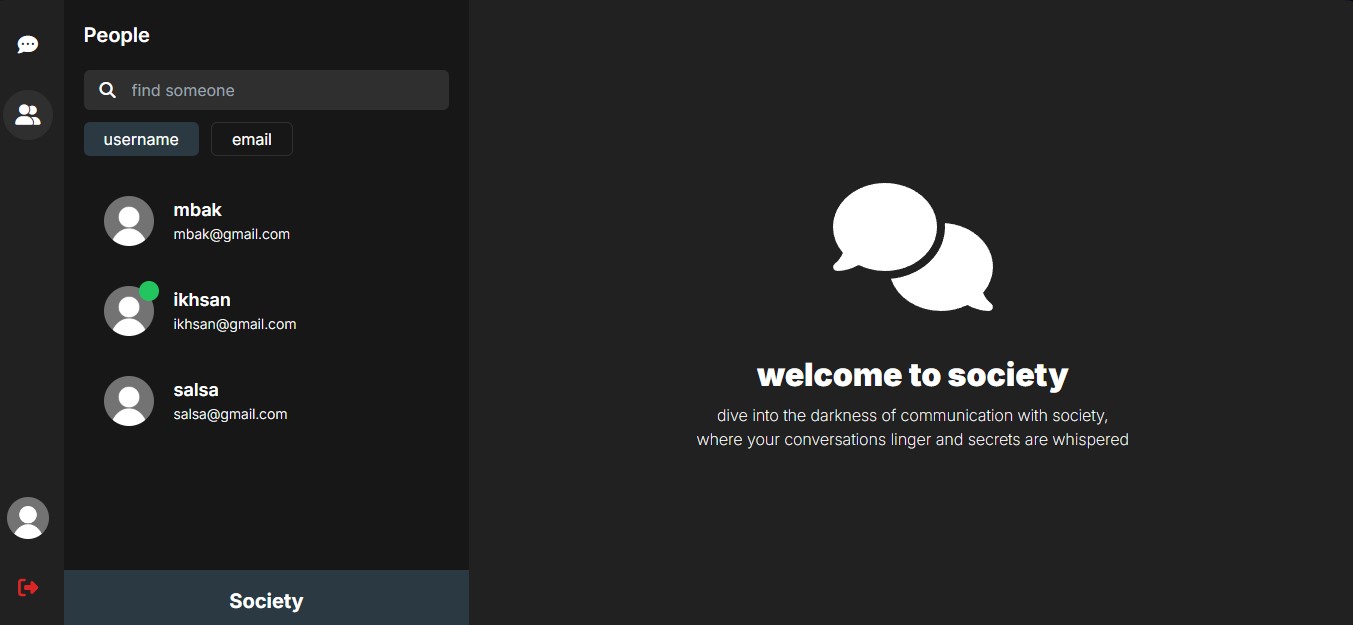 People
find someone
username
email
mbak
mbak@gmail.com
ikhsan
ikhsan@gmail.com
salsa
salsa@gmail.com
Society
welcome to society
dive into the darkness of communication with society,
where your conversations linger and secrets are whispered